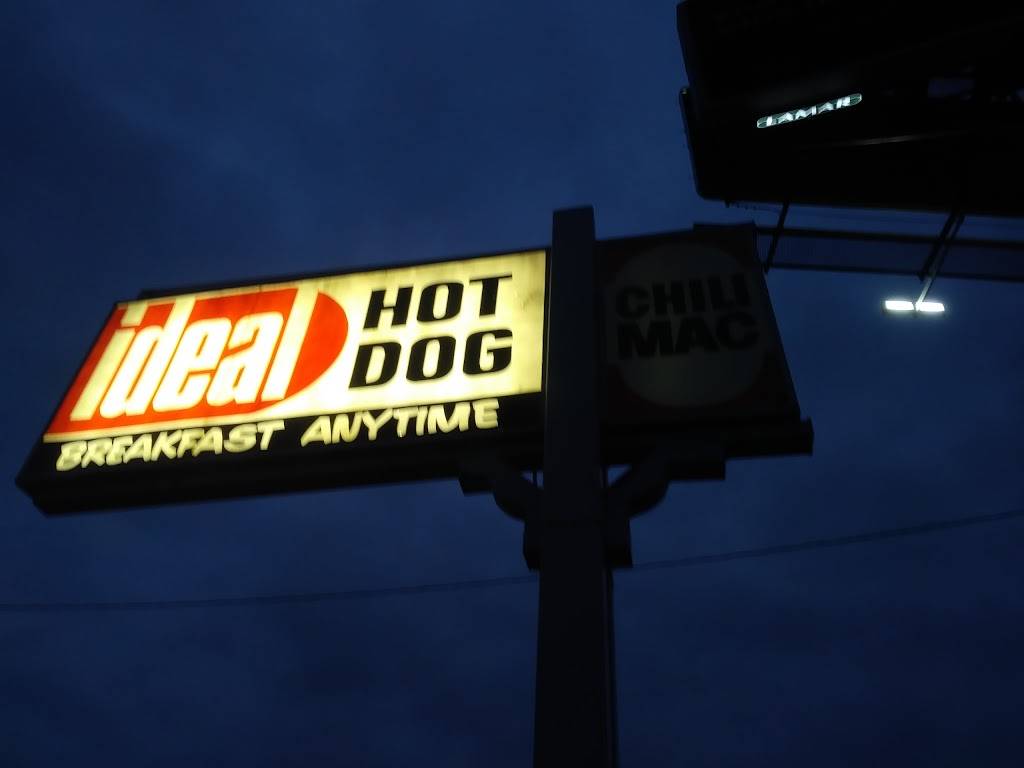 ideal HOT DOG
BREAKFAST ANYTIME
CHILI
MAC
LAMAR